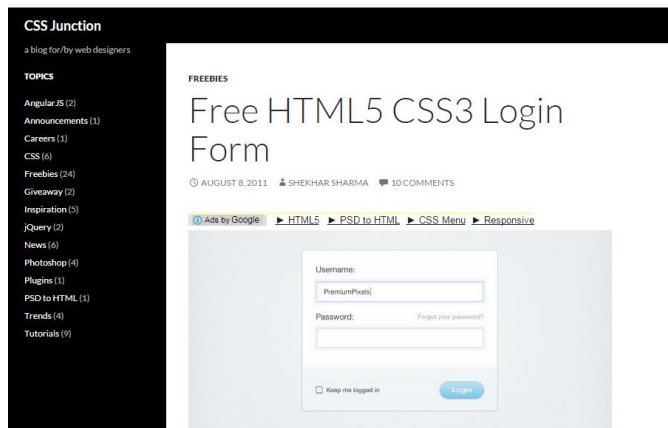 CSS Junction
a blog for/by web designers
TOPICS
AngularJS (2)
Announcements (1)
Careers (1)
CSS (6)
Freebies (24)
Giveaway (2)
Inspiration (5)
jQuery (2)
News (6)
Photoshop (4)
Plugins (1)
PSD to HTML (1)
Trends (4)
Tutorials (9)
FREEBIES
Free HTML5 CSS3 Login
Form
AUGUST 8, 2011 SHEKHAR SHARMA 10 COMMENTS
Ads by Google ► HTML5 ► PSD to HTML ► CSS Menu ► Responsive
Username:
PremiumPixels
Password: Forgot your password?
Keep me logged in Login